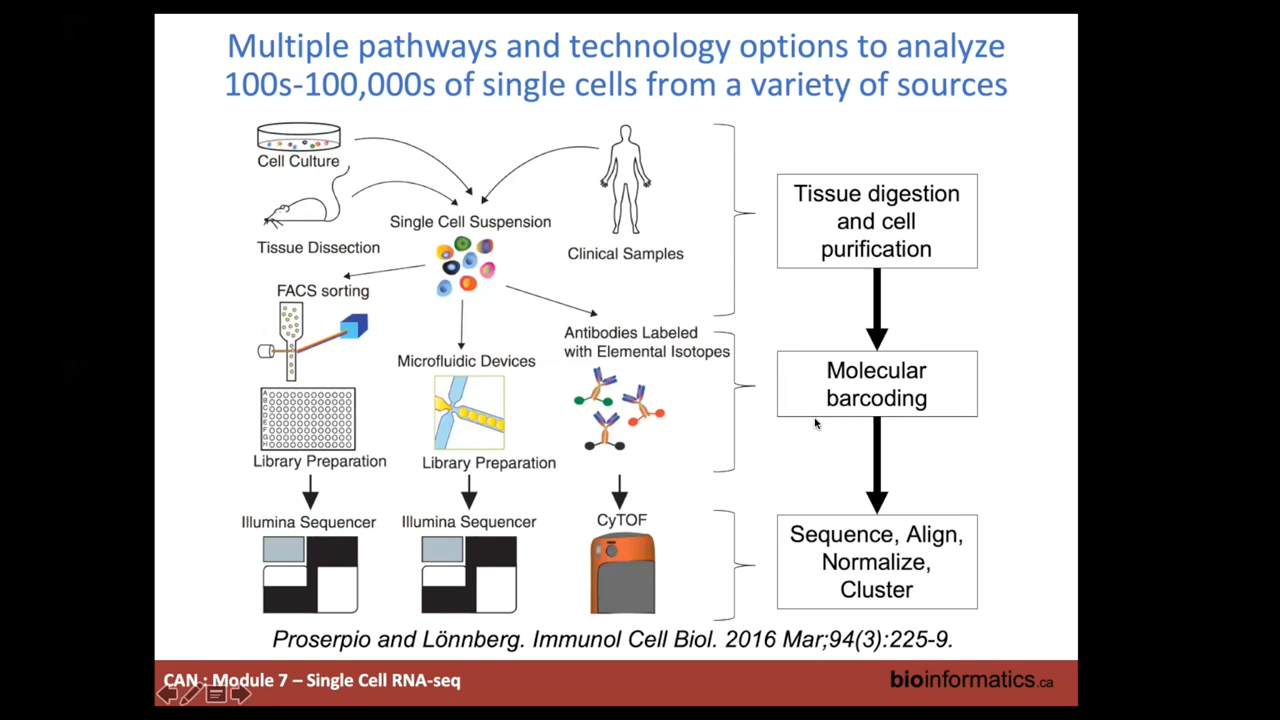 Multiple pathways and technology options to analyze
100s-100,000s of single cells from a variety of sources
Cell Culture
Tissue Dissection
Single Cell Suspension
Clinical Samples
FACS sorting
Microfluidic Devices
Antibodies Labeled
with Elemental Isotopes
A
B
C
D
E
F
G
H
Library Preparation
Library Preparation
Illumina Sequencer
Illumina Sequencer
CyTOF
Tissue digestion
and cell
purification
Molecular
barcoding
Sequence, Align,
Normalize,
Cluster
Proserpio and Lönnberg. Immunol Cell Biol. 2016 Mar;94(3):225-9.
CAN : Module 7 – Single Cell RNA-seq
bioinformatics.ca